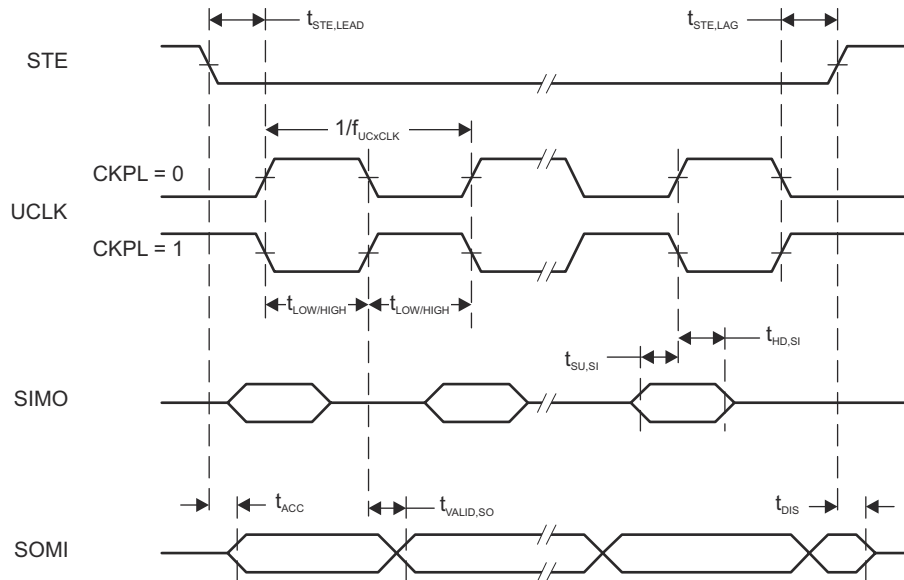 tSTE,LEAD
tSTE,LAG
STE
1/fUCxCLK
CKPL = 0
UCLK
CKPL = 1
tLOW/HIGH tLOW/HIGH
tHD,SI
tSU,SI
SIMO
tACC
tVALID,SO
tDIS
SOMI